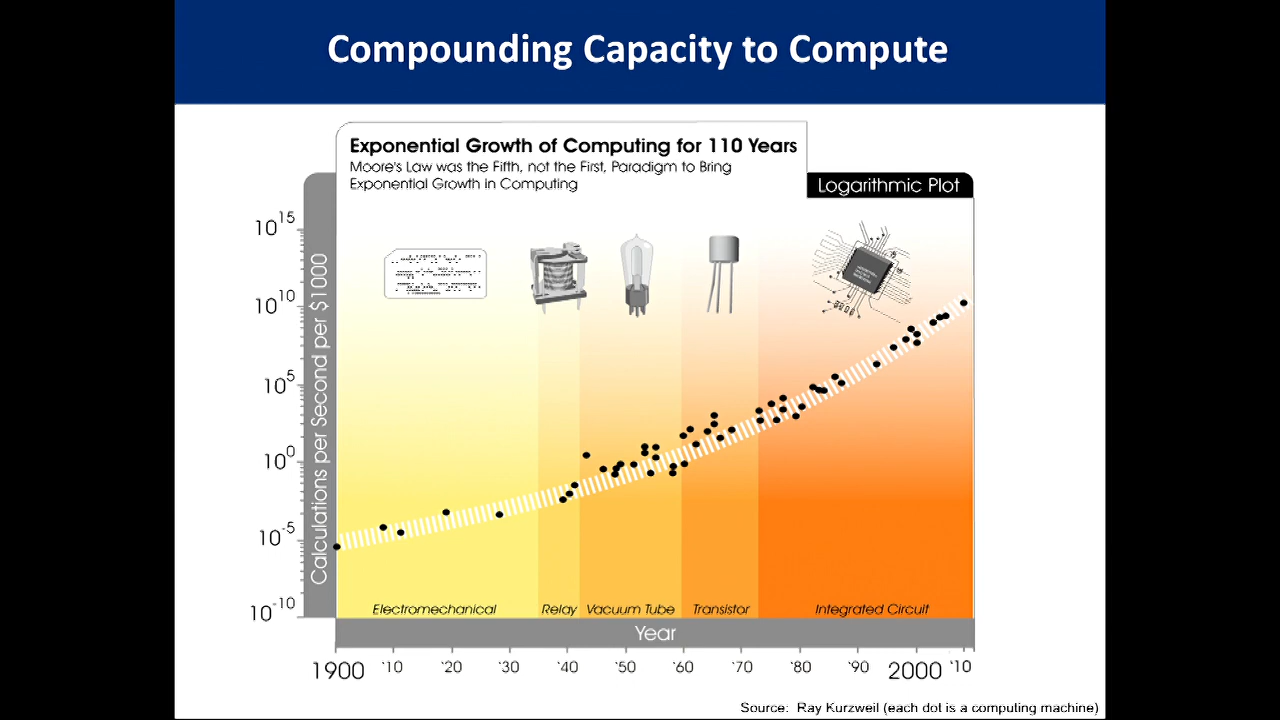 Compounding Capacity to Compute
Exponential Growth of Computing for 110 Years
Moore's Law was the Fifth, not the First, Paradigm to Bring
Exponential Growth in Computing
Logarithmic Plot
Calculations per Second per $1000
10^15
10^10
10^5
10^0
10^-5
10^-10
Electromechanical Relay Vacuum Tube Transistor Integrated Circuit
Year
1900 '10 '20 '30 '40 '50 '60 '70 '80 '90 2000 '10
Source: Ray Kurzweil (each dot is a computing machine)